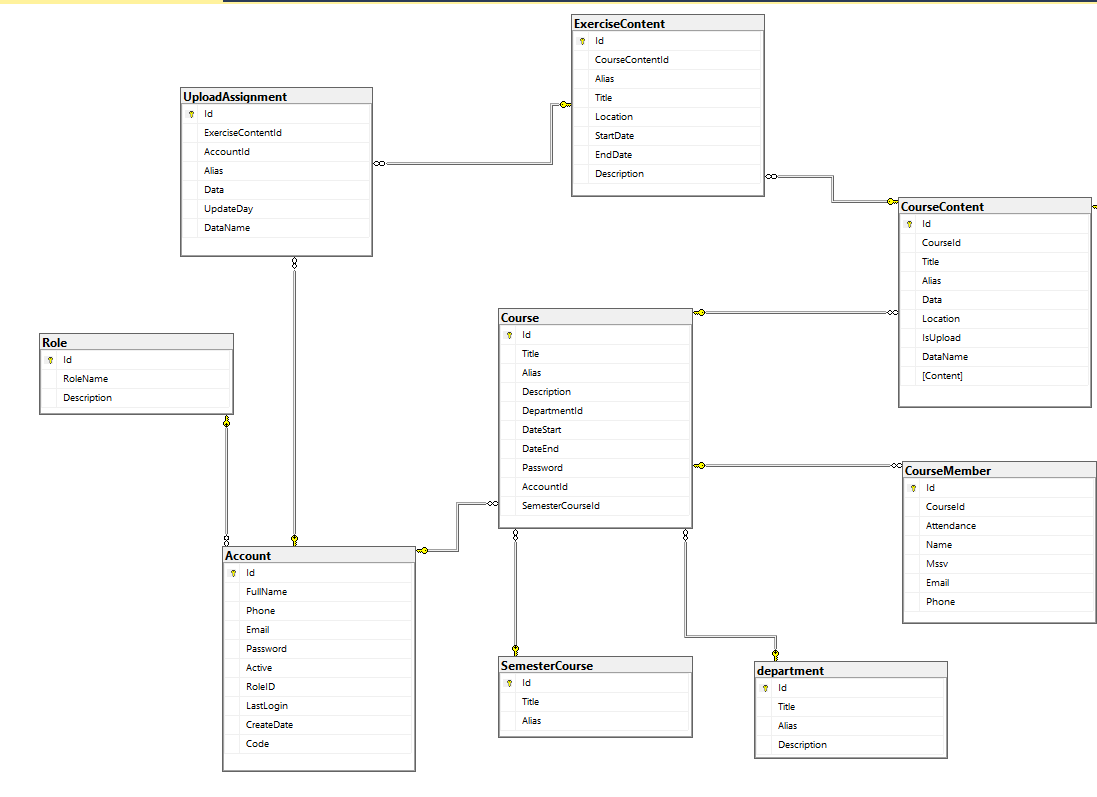 ExerciseContent
Id
CourseContentId
Alias
Title
Location
StartDate
EndDate
Description
UploadAssignment
Id
ExerciseContentId
AccountId
Alias
Data
UpdateDay
DataName
CourseContent
Id
CourseId
Title
Alias
Data
Location
IsUpload
DataName
[Content]
Course
Id
Title
Alias
Description
DepartmentId
DateStart
DateEnd
Password
AccountId
SemesterCourseId
Role
Id
RoleName
Description
CourseMember
Id
CourseId
Attendance
Name
Mssv
Email
Phone
Account
Id
FullName
Phone
Email
Password
Active
RoleID
LastLogin
CreateDate
Code
SemesterCourse
Id
Title
Alias
department
Id
Title
Alias
Description